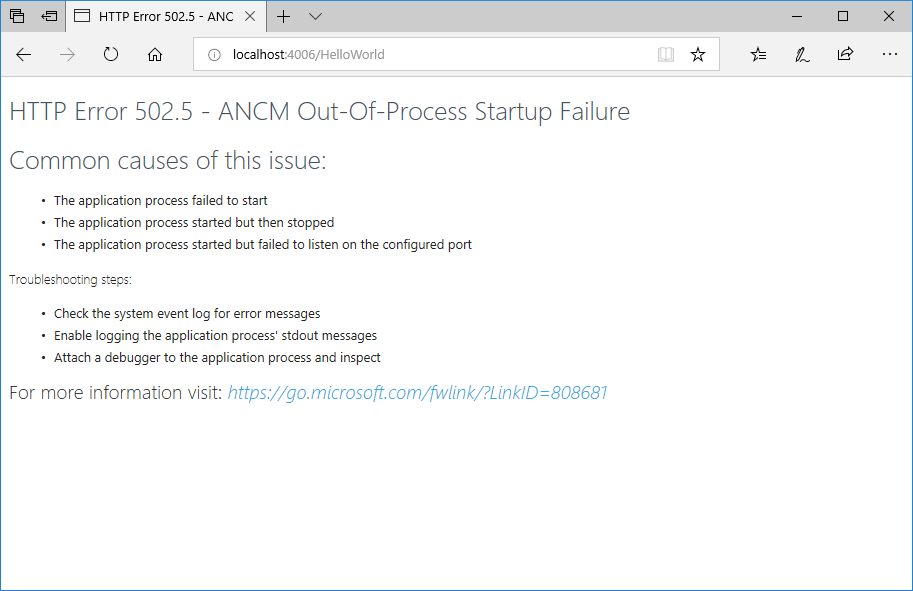 HTTP Error 502.5 - ANC
localhost:4006/HelloWorld
HTTP Error 502.5 - ANCM Out-Of-Process Startup Failure
Common causes of this issue:
• The application process failed to start
• The application process started but then stopped
• The application process started but failed to listen on the configured port
Troubleshooting steps:
• Check the system event log for error messages
• Enable logging the application process' stdout messages
• Attach a debugger to the application process and inspect
For more information visit: https://go.microsoft.com/fwlink/?LinkID=808681